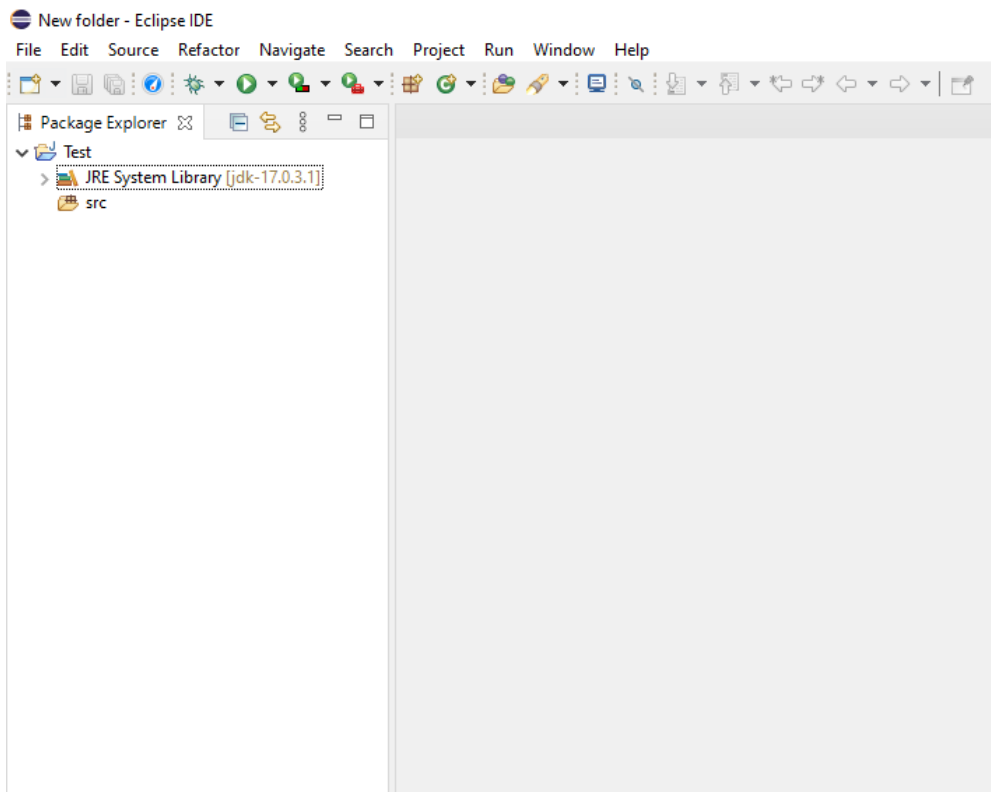 New folder - Eclipse IDE
File Edit Source Refactor Navigate Search Project Run Window Help
Package Explorer
Test
JRE System Library [jdk-17.0.3.1]
src